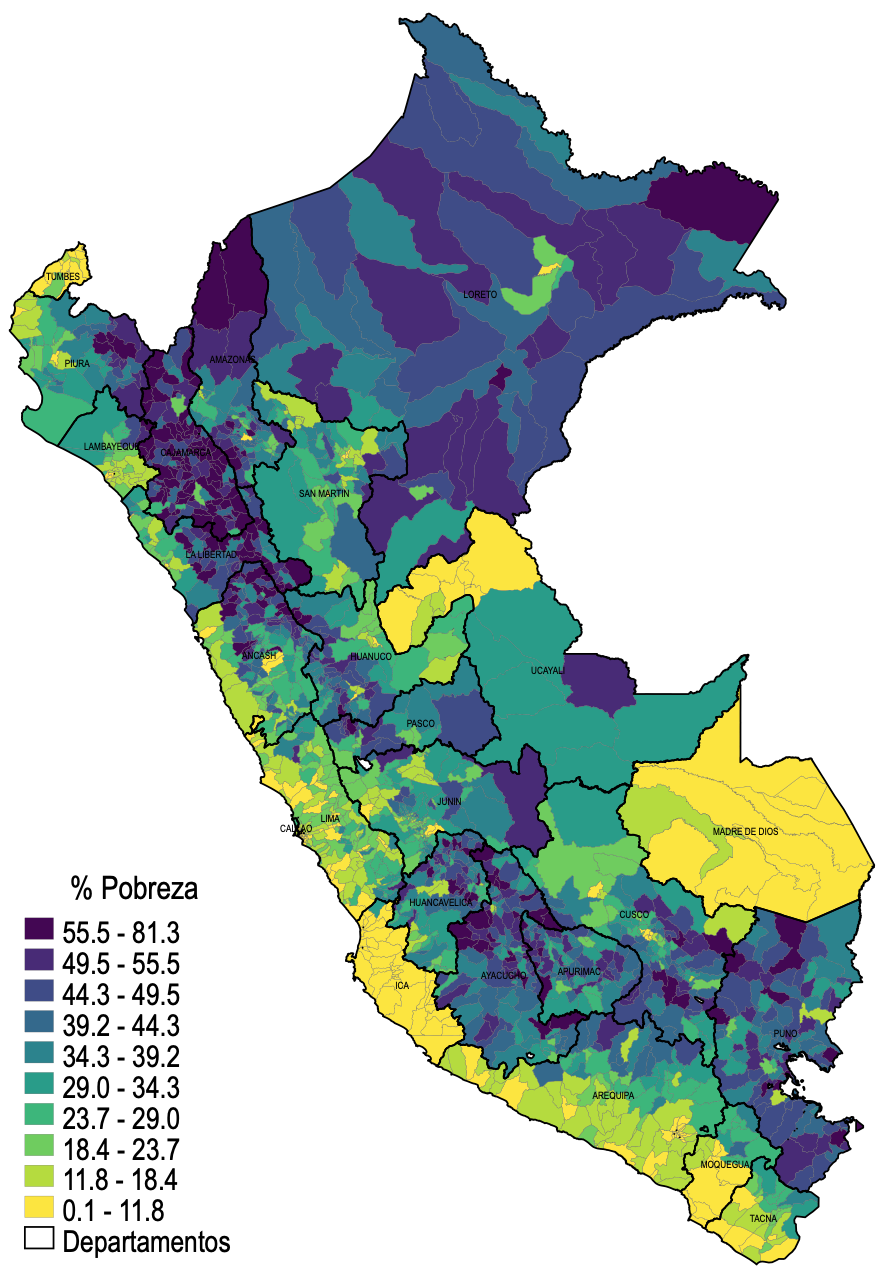 TUMBES
LORETO
PIURA
AMAZONAS
LAMBAYEQUE
CAJAMARCA
SAN MARTIN
LA LIBERTAD
ANCASH
HUANUCO
UCAYALI
PASCO
JUNIN
LIMA
CALLAO
MADRE DE DIOS
HUANCAVELICA
CUSCO
AYACUCHO
APURIMAC
ICA
PUNO
AREQUIPA
MOQUEGUA
TACNA
% Pobreza
55.5 - 81.3
49.5 - 55.5
44.3 - 49.5
39.2 - 44.3
34.3 - 39.2
29.0 - 34.3
23.7 - 29.0
18.4 - 23.7
11.8 - 18.4
0.1 - 11.8
Departamentos